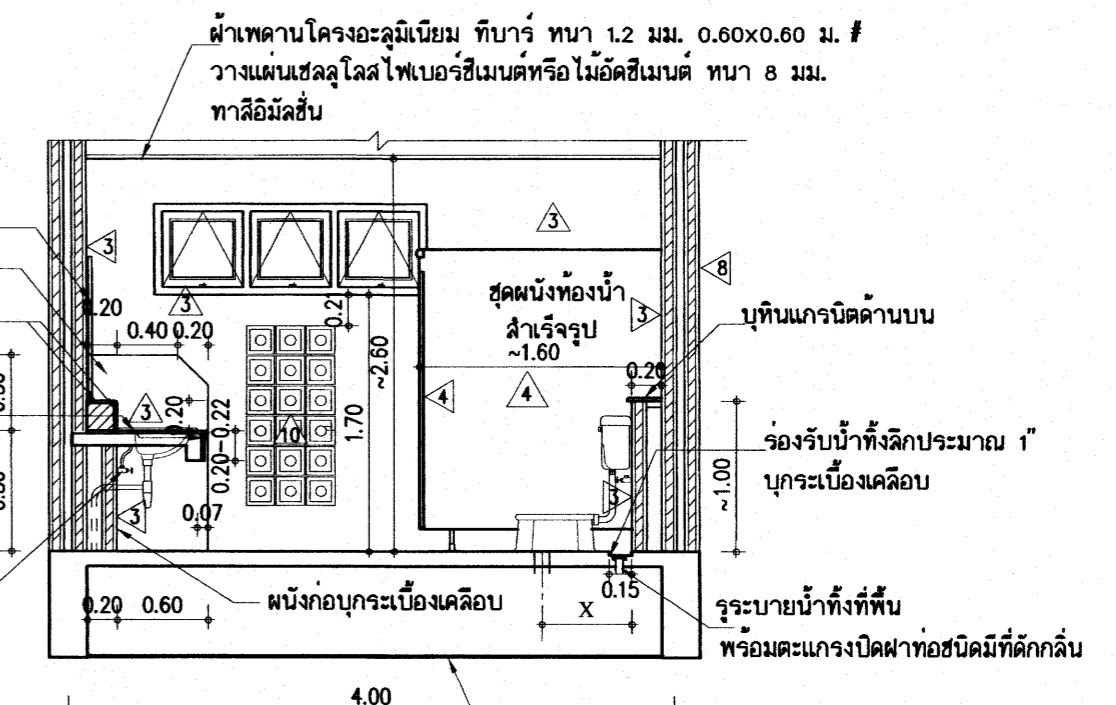 ฝ้าเพดานโครงอะลูมิเนียม ทีบาร์ หนา 1.2 มม. 0.60x0.60 ม. #
วางแผ่นเซลลูโลสไฟเบอร์ซีเมนต์หรือไม้อัดซีเมนต์ หนา 8 มม.
ทาสีอิมัลชั่น
3
3
8
3
ชุดผนังห้องน้ำ
สำเร็จรูป
~1.60
3
บุหินแกรนิตด้านบน
0.20
0.40
0.20
0.21
~2.60
1.70
0.20
4
4
3
0.20
0.20-0.22
10
ร่องรับน้ำทิ้งลึกประมาณ 1"
บุกระเบื้องเคลือบ
~1.00
3
3
0.07
0.15
0.20
0.60
ผนังก่อบุกระเบื้องเคลือบ
X
รูระบายน้ำทิ้งที่พื้น
พร้อมตะแกรงปิดฝาท่อชนิดมีที่ดักกลิ่น
4.00